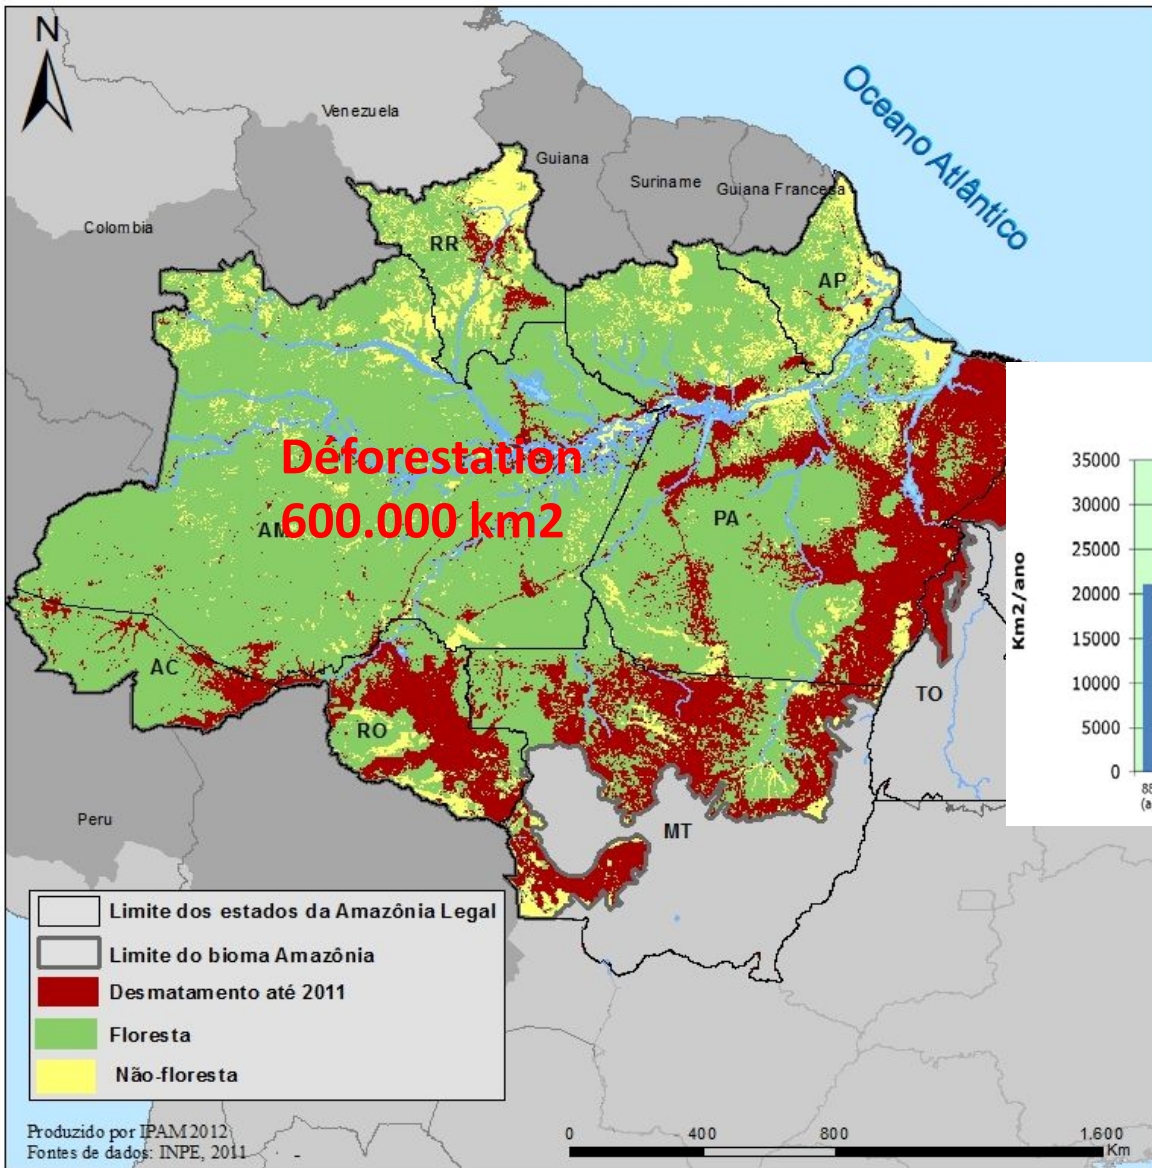 N
Venezuela
Oceano Atlântico
Guiana
Suriname
Guiana Francesa
Colombia
RR
AP
Déforestation
600.000 km2
AM
PA
AC
RO
TO
MT
Peru
Km2/ano
35000
30000
25000
20000
15000
10000
5000
0
88
(a
Limite dos estados da Amazônia Legal
Limite do bioma Amazônia
Desmatamento até 2011
Floresta
Não-floresta
Produzido por IPAM 2012
Fontes de dados: INPE, 2011
0 400 800 1.600
Km